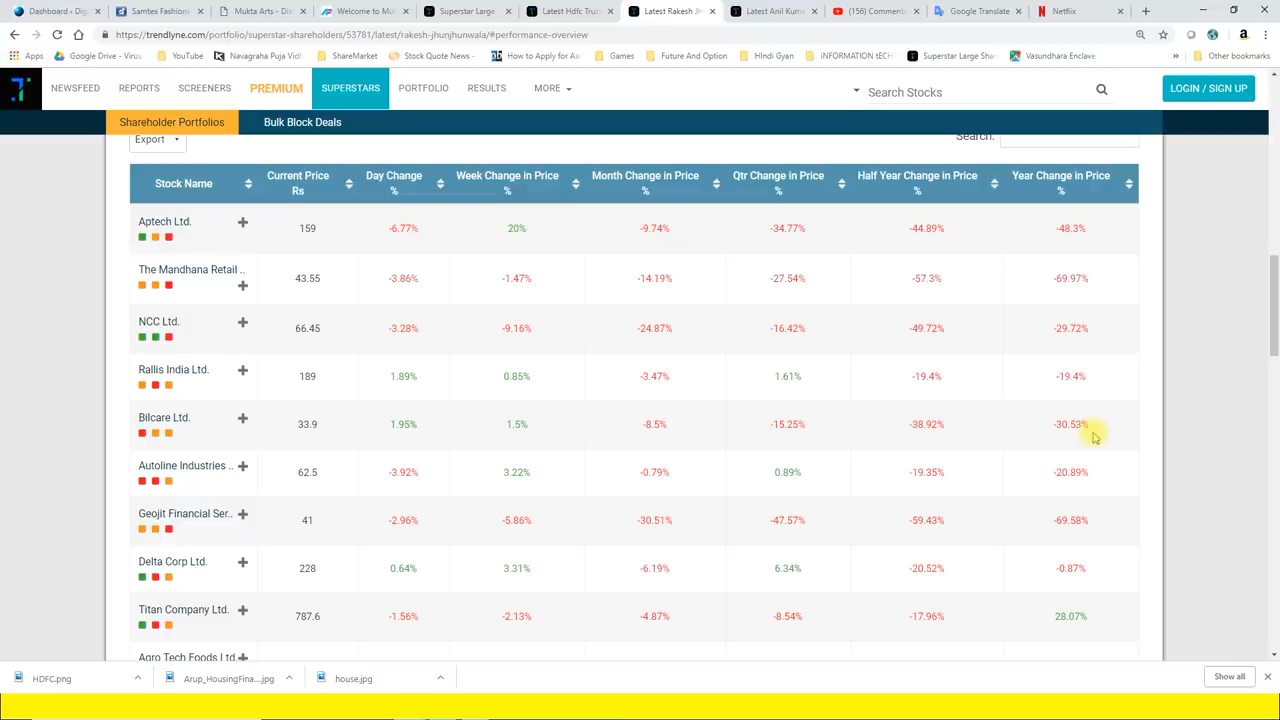 Dashboard ‹ Digi
Samtex Fashion
Mukta Arts - Dir
Welcome to Mul
Superstar Large
Latest Hdfc Trus
Latest Rakesh Jh
Latest Anil Kum
(156) Comment
Google Translate
Netflix
https://trendlyne.com/portfolio/superstar-shareholders/53781/latest/rakesh-jhunjhunwala/#performance-overview
Apps
Google Drive - Virus
YouTube
Navagraha Puja Vidh
ShareMarket
Stock Quote News -
How to Apply for Aa
Games
Future And Option
HIndi Gyan
iNFORMATION tECH
Superstar Large Shar
Vasundhara Enclave
Other bookmarks
NEWSFEED REPORTS SCREENERS PREMIUM SUPERSTARS PORTFOLIO RESULTS MORE Search Stocks LOGIN / SIGN UP
Shareholder Portfolios Bulk Block Deals
Export Search:
Stock Name Current Price Rs Day Change % Week Change in Price % Month Change in Price % Qtr Change in Price % Half Year Change in Price % Year Change in Price %
Aptech Ltd. 159 -6.77% 20% -9.74% -34.77% -44.89% -48.3%
The Mandhana Retail .. 43.55 -3.86% -1.47% -14.19% -27.54% -57.3% -69.97%
NCC Ltd. 66.45 -3.28% -9.16% -24.87% -16.42% -49.72% -29.72%
Rallis India Ltd. 189 1.89% 0.85% -3.47% 1.61% -19.4% -19.4%
Bilcare Ltd. 33.9 1.95% 1.5% -8.5% -15.25% -38.92% -30.53%
Autoline Industries .. 62.5 -3.92% 3.22% -0.79% 0.89% -19.35% -20.89%
Geojit Financial Ser.. 41 -2.96% -5.86% -30.51% -47.57% -59.43% -69.58%
Delta Corp Ltd. 228 0.64% 3.31% -6.19% 6.34% -20.52% -0.87%
Titan Company Ltd. 787.6 -1.56% -2.13% -4.87% -8.54% -17.96% 28.07%
Agro Tech Foods Ltd.
HDFC.png
Arup_HousingFina....jpg
house.jpg
Show all